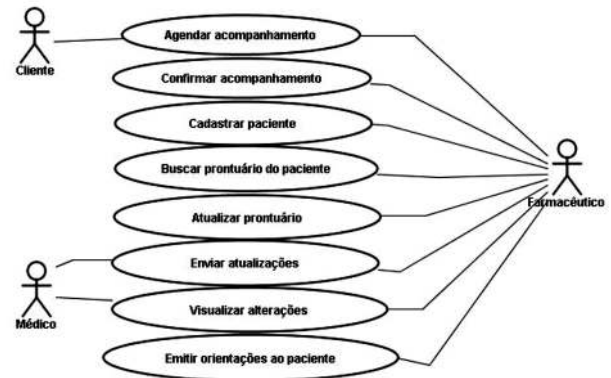 Agendar acompanhamento
Cliente
Confirmar acompanhamento
Cadastrar paciente
Buscar prontuário do paciente
Farmacêutico
Atualizar prontuário
Enviar atualizações
Médico
Visualizar alterações
Emitir orientações ao paciente